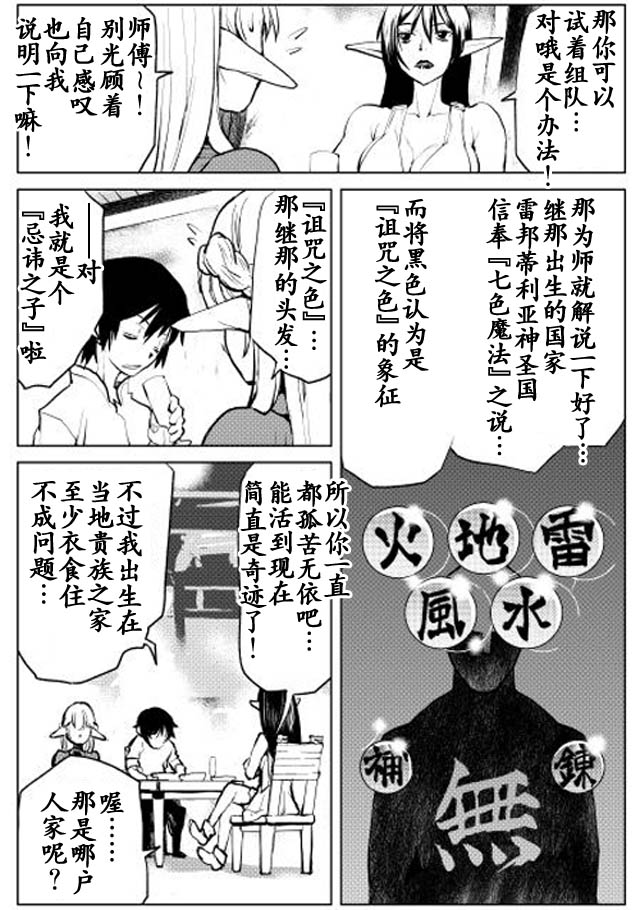 那你可以
试着组队…
对哦是个办法！
师傅～！
别光顾着
自己感叹
也向我
说明一下嘛！
那为师就解说一下好了…
继那出生的国家
雷邦蒂利亚神圣国
信奉『七色魔法』之说…
而将黑色认为是
『诅咒之色』的象征
火
地
雷
風
水
補
錬
無
『诅咒之色』…
那继那的头发…
——对
我就是个
『忌讳之子』啦
所以你一直
都孤苦无依吧…
能活到现在
简直是奇迹了！
不过我出生在
当地贵族之家
至少衣食住
不成问题…
喔……
那是哪户
人家呢？